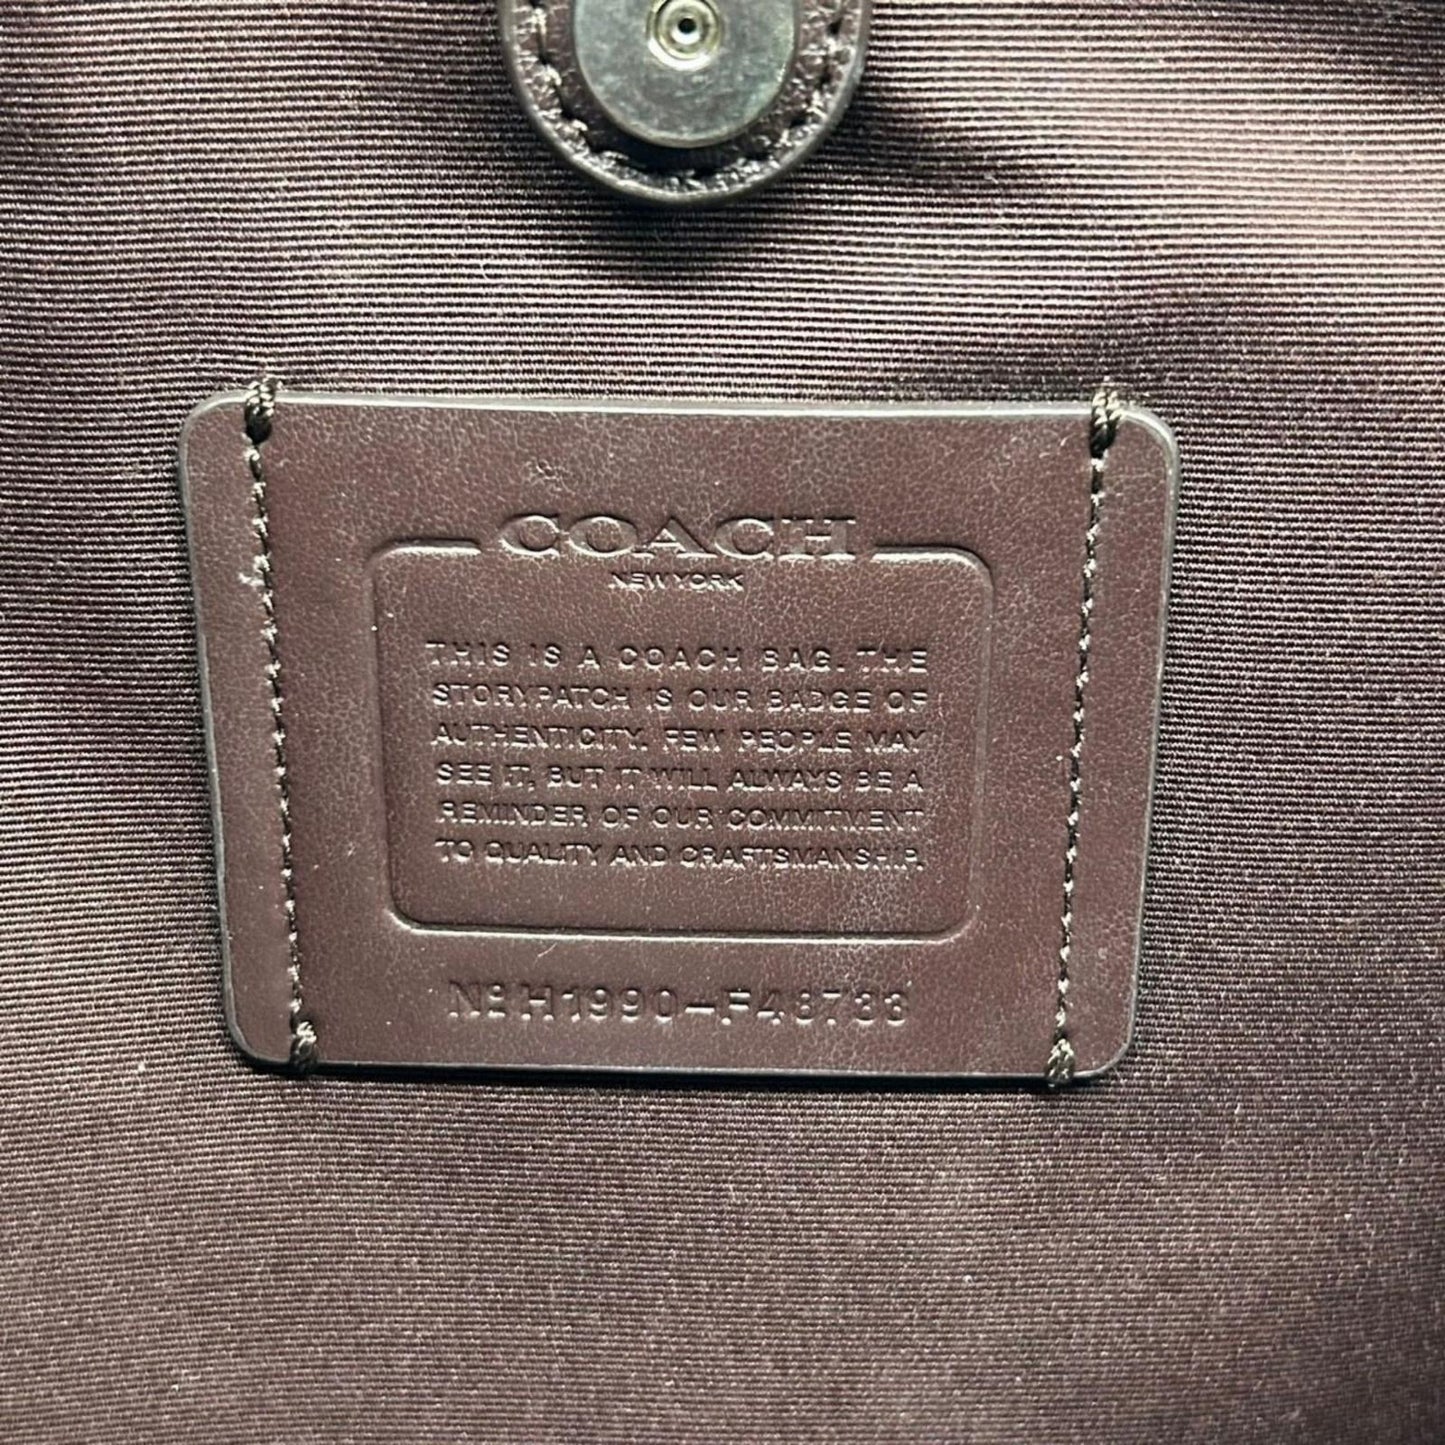 COACH
NEW YORK
THIS IS A COACH BAG. THE
STORYPATCH IS OUR BADGE OF
AUTHENTICITY. FEW PEOPLE MAY
SEE IT, BUT IT WILL ALWAYS BE A
REMINDER OF OUR COMMITMENT
TO QUALITY AND CRAFTSMANSHIP.
Nº H1990-F48733